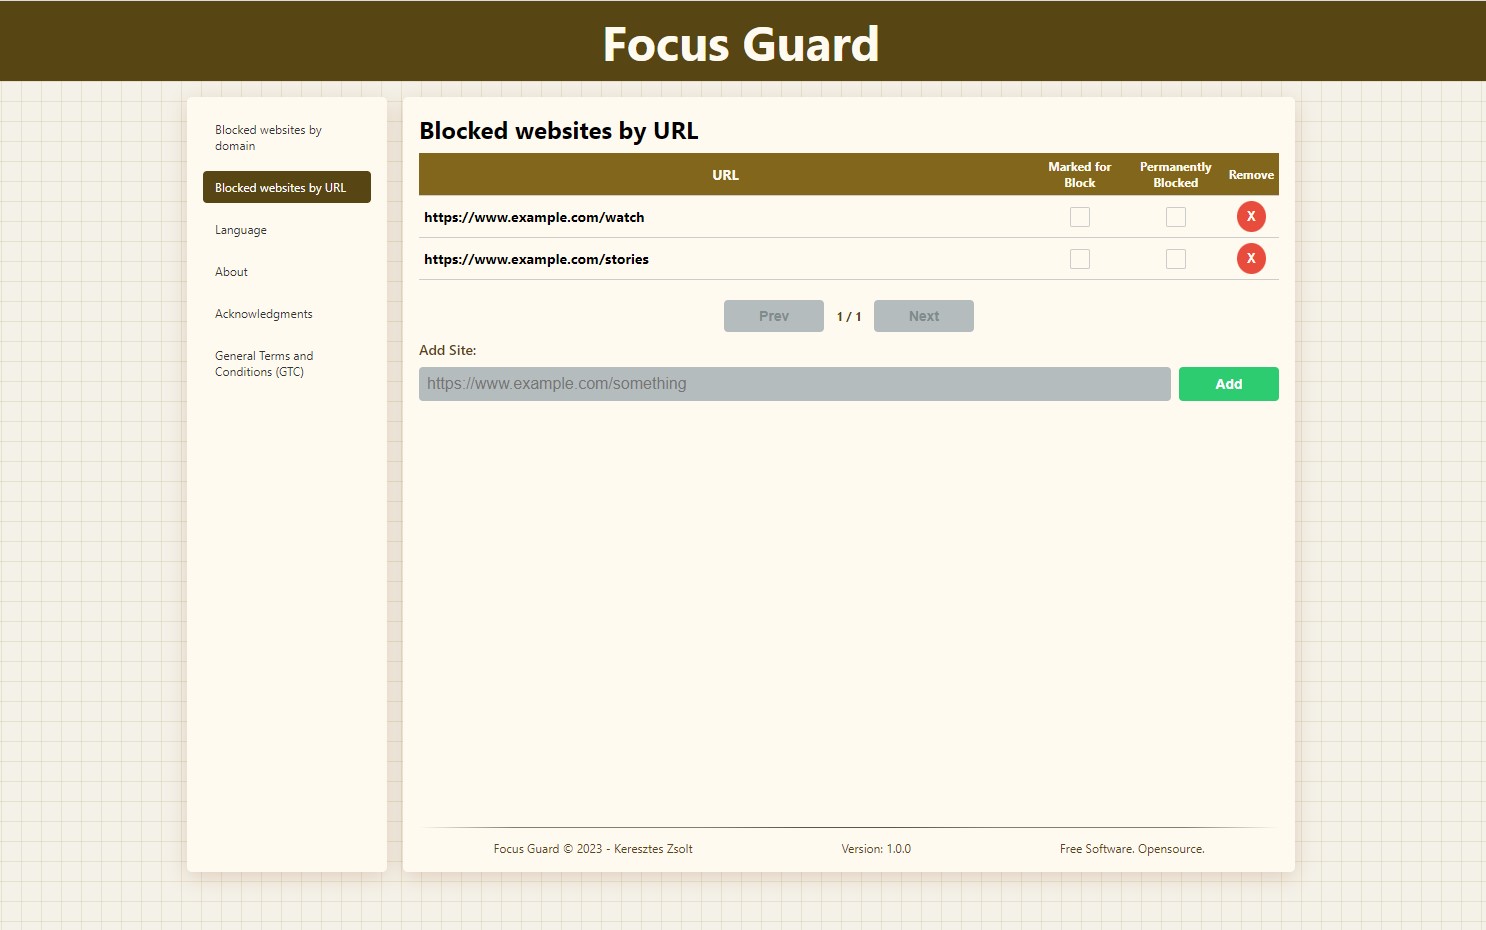 Focus Guard
Blocked websites by
domain
Blocked websites by URL
Language
About
Acknowledgments
General Terms and
Conditions (GTC)
Blocked websites by URL
URL
Marked for
Block
Permanently
Blocked
Remove
https://www.example.com/watch
X
https://www.example.com/stories
X
Prev
1 / 1
Next
Add Site:
https://www.example.com/something
Add
Focus Guard © 2023 - Keresztes Zsolt
Version: 1.0.0
Free Software. Opensource.